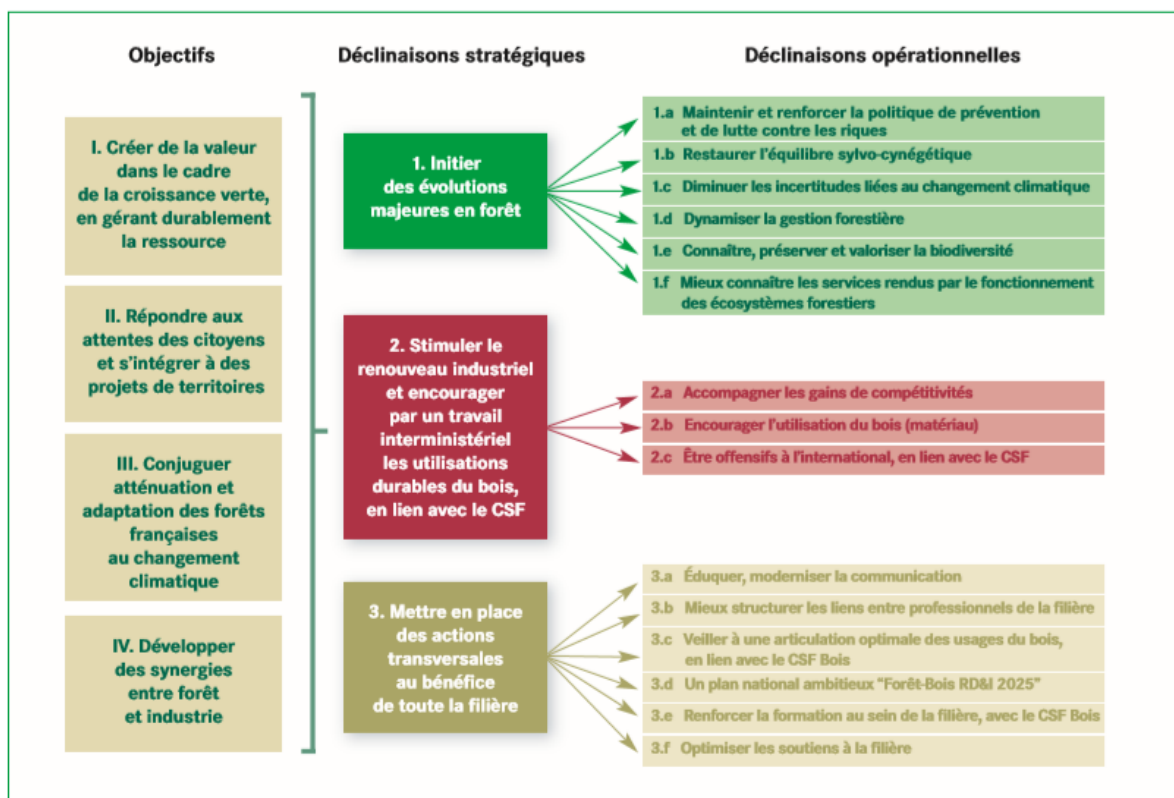 Objectifs
Déclinaisons stratégiques
Déclinaisons opérationnelles
I. Créer de la valeur
dans le cadre
de la croissance verte,
en gérant durablement
la ressource
II. Répondre aux
attentes des citoyens
et s'intégrer à des
projets de territoires
III. Conjuguer
atténuation et
adaptation des forêts
françaises
au changement
climatique
IV. Développer
des synergies
entre forêt
et industrie
1. Initier
des évolutions
majeures en forêt
2. Stimuler le
renouveau industriel
et encourager
par un travail
interministériel
les utilisations
durables du bois,
en lien avec le CSF
3. Mettre en place
des actions
transversales
au bénéfice
de toute la filière
1.a Maintenir et renforcer la politique de prévention
et de lutte contre les riques
1.b Restaurer l'équilibre sylvo-cynégétique
1.c Diminuer les incertitudes liées au changement climatique
1.d Dynamiser la gestion forestière
1.e Connaître, préserver et valoriser la biodiversité
1.f Mieux connaître les services rendus par le fonctionnement
des écosystèmes forestiers
2.a Accompagner les gains de compétitivités
2.b Encourager l'utilisation du bois (matériau)
2.c Être offensifs à l'international, en lien avec le CSF
3.a Éduquer, moderniser la communication
3.b Mieux structurer les liens entre professionnels de la filière
3.c Veiller à une articulation optimale des usages du bois,
en lien avec le CSF Bois
3.d Un plan national ambitieux "Forêt-Bois RD&I 2025"
3.e Renforcer la formation au sein de la filière, avec le CSF Bois
3.f Optimiser les soutiens à la filière